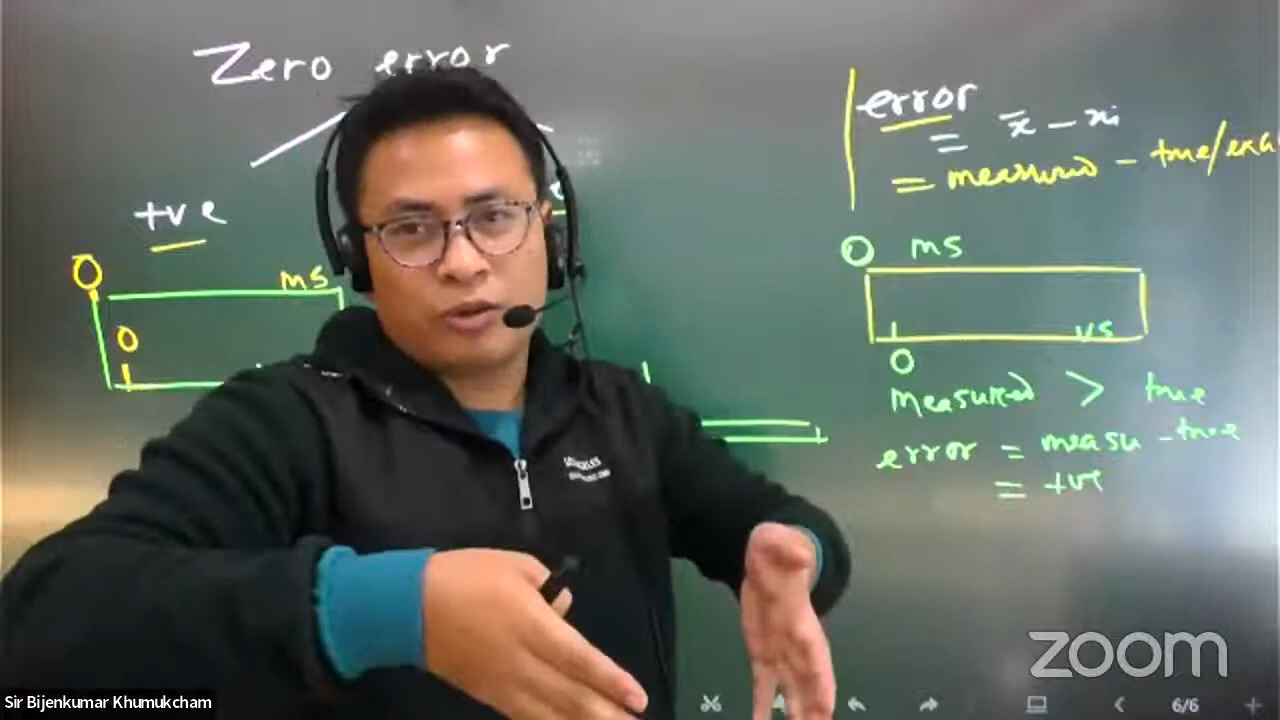 Zero error
+ve
0
MS
0
error
= x̄ - xi
= measured - true/exa
0 MS
VS
0
Measured > true
error = measu - true
= +ve
zoom
Sir Bijenkumar Khumukcham
6/6